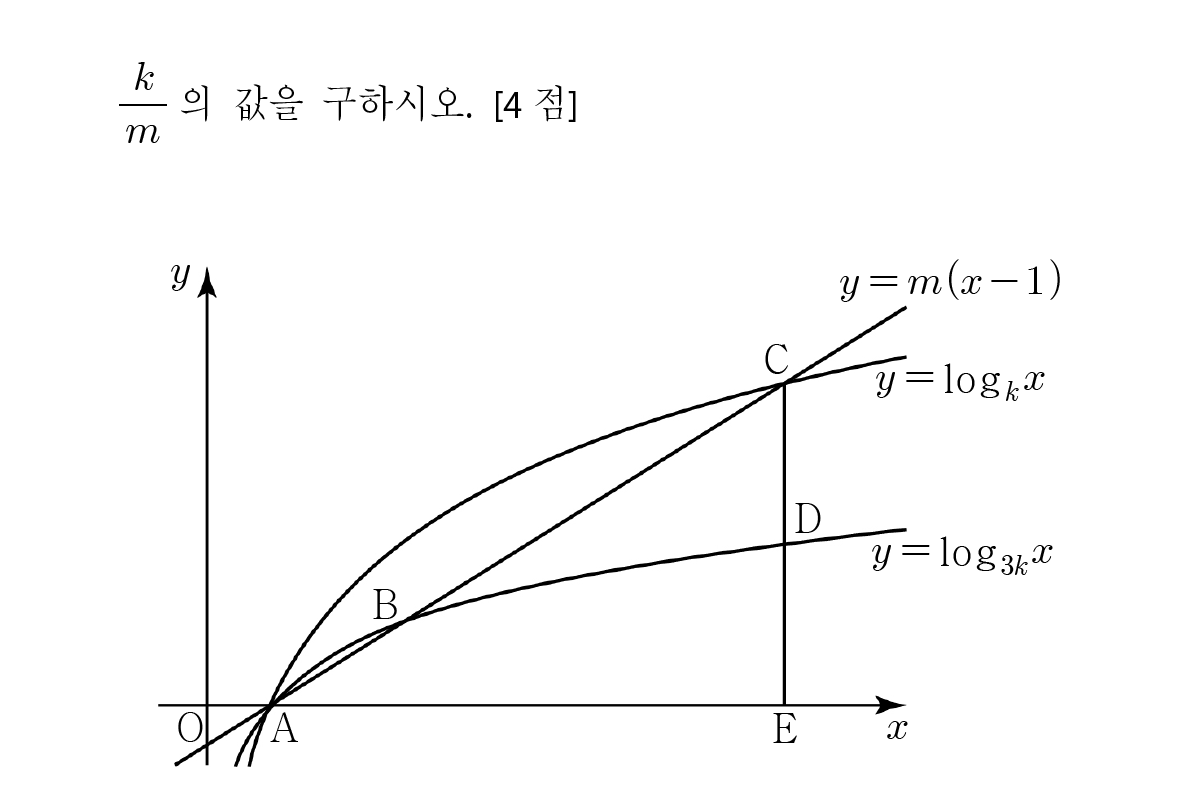 k/m 의 값을 구하시오. [4 점]
y
y=m(x-1)
C
y=log_k x
D
y=log_{3k} x
B
O
A
E
x